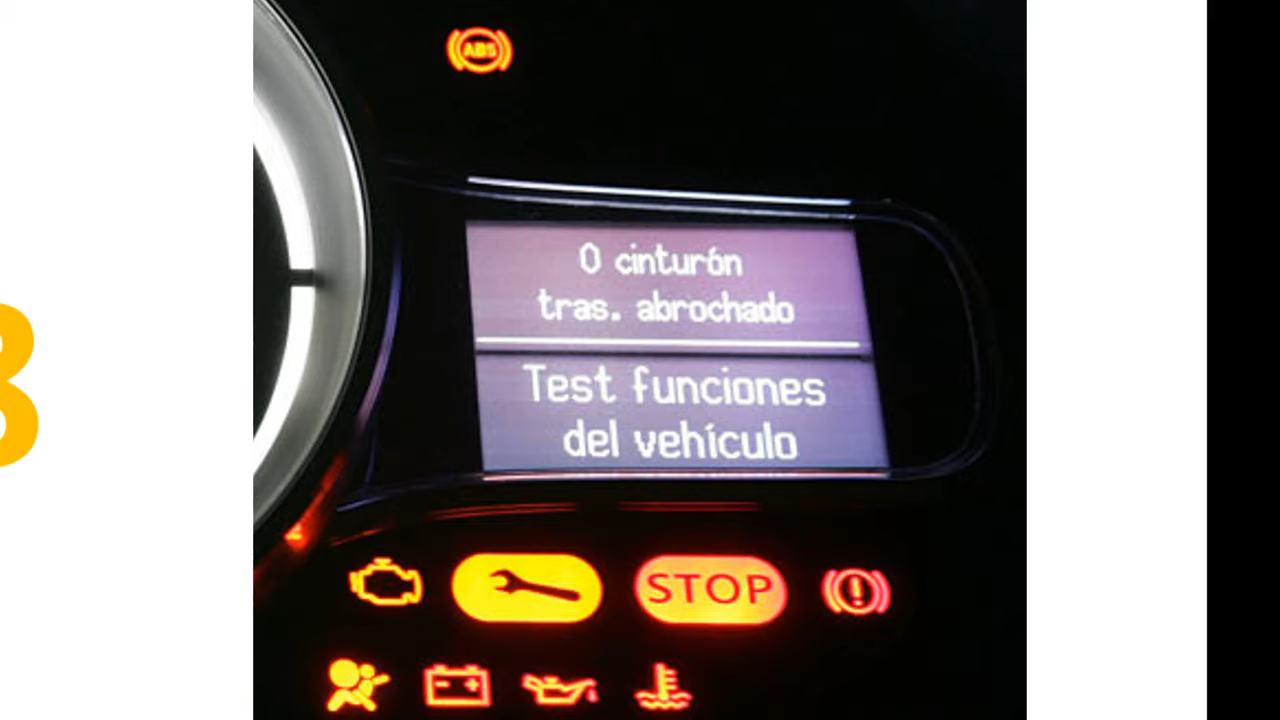 ABS
0 cinturón
tras. abrochado
Test funciones
del vehículo
STOP